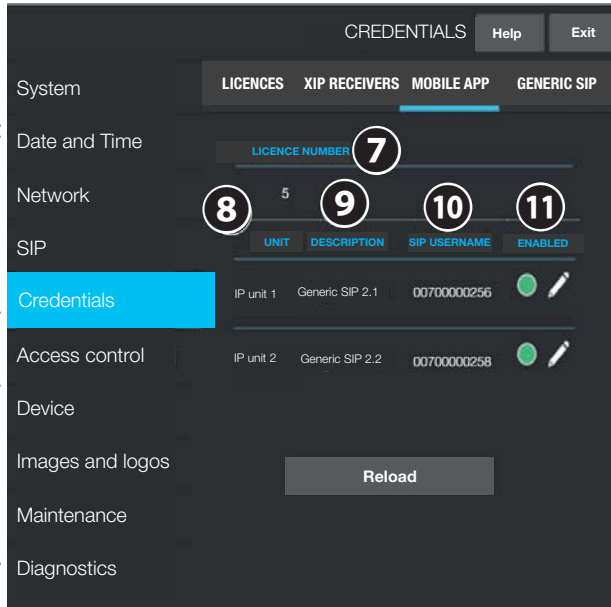 CREDENTIALS Help Exit
LICENCES XIP RECEIVERS MOBILE APP GENERIC SIP
System
Date and Time
Network
SIP
Credentials
Access control
Device
Images and logos
Maintenance
Diagnostics
LICENCE NUMBER 7
5
8 9 10 11
UNIT DESCRIPTION SIP USERNAME ENABLED
IP unit 1 Generic SIP 2.1 00700000256
IP unit 2 Generic SIP 2.2 00700000258
Reload